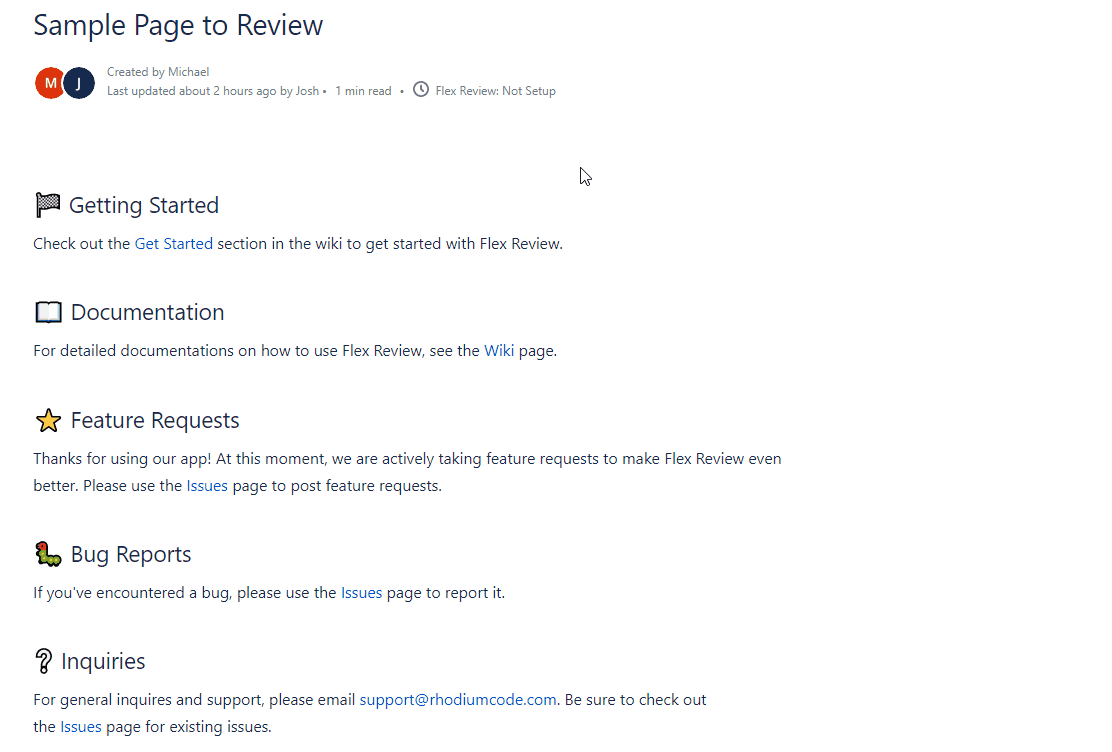 Sample Page to Review
M J
Created by Michael
Last updated about 2 hours ago by Josh • 1 min read • Flex Review: Not Setup
Getting Started
Check out the Get Started section in the wiki to get started with Flex Review.
Documentation
For detailed documentations on how to use Flex Review, see the Wiki page.
Feature Requests
Thanks for using our app! At this moment, we are actively taking feature requests to make Flex Review even
better. Please use the Issues page to post feature requests.
Bug Reports
If you've encountered a bug, please use the Issues page to report it.
Inquiries
For general inquires and support, please email support@rhodiumcode.com. Be sure to check out
the Issues page for existing issues.